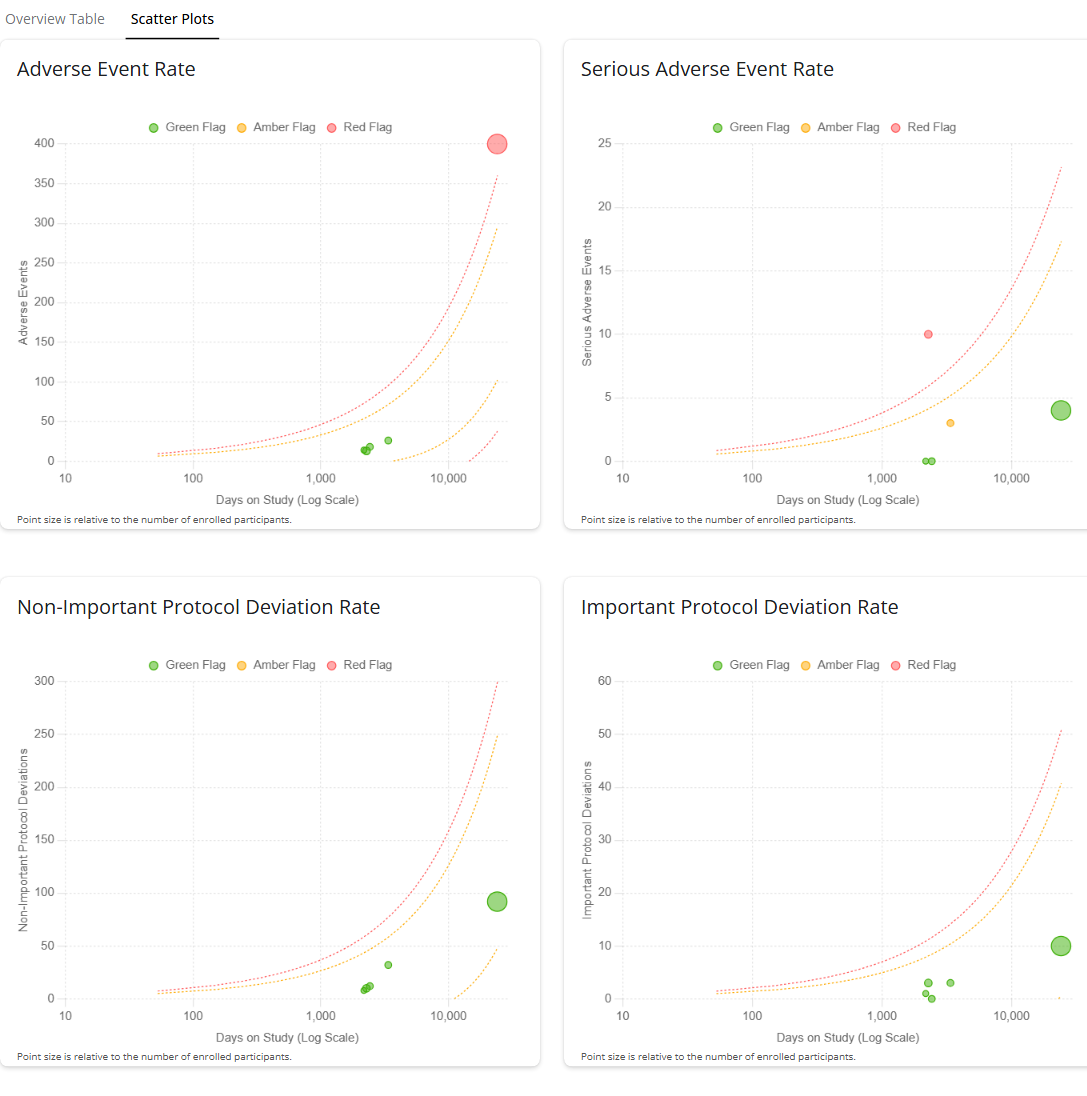 Overview Table Scatter Plots
Adverse Event Rate
Green Flag Amber Flag Red Flag
400
350
300
250
200
150
100
50
0
Adverse Events
10 100 1,000 10,000
Days on Study (Log Scale)
Point size is relative to the number of enrolled participants.
Serious Adverse Event Rate
Green Flag Amber Flag Red Flag
25
20
15
10
5
0
Serious Adverse Events
10 100 1,000 10,000
Days on Study (Log Scale)
Point size is relative to the number of enrolled participants.
Non-Important Protocol Deviation Rate
Green Flag Amber Flag Red Flag
300
250
200
150
100
50
0
Non-Important Protocol Deviations
10 100 1,000 10,000
Days on Study (Log Scale)
Point size is relative to the number of enrolled participants.
Important Protocol Deviation Rate
Green Flag Amber Flag Red Flag
60
50
40
30
20
10
0
Important Protocol Deviations
10 100 1,000 10,000
Days on Study (Log Scale)
Point size is relative to the number of enrolled participants.